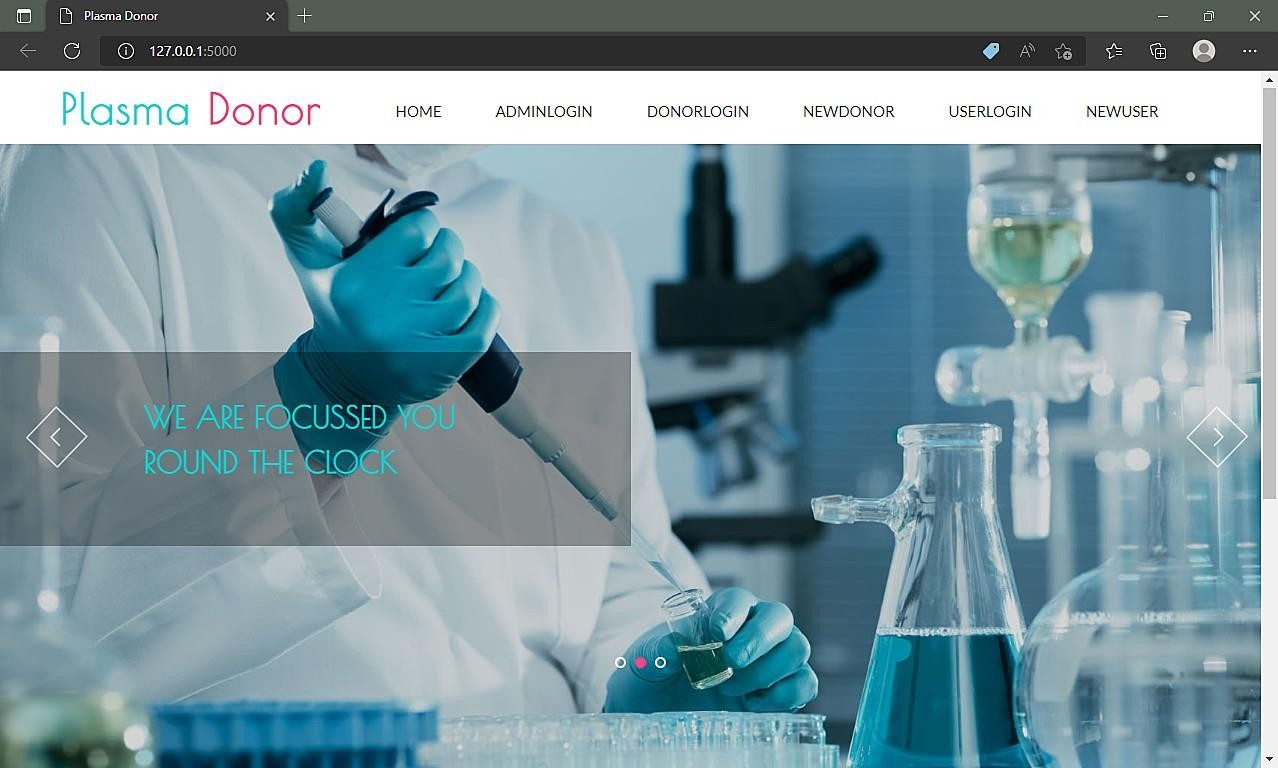 Plasma Donor
127.0.0.1:5000
Plasma Donor
HOME ADMINLOGIN DONORLOGIN NEWDONOR USERLOGIN NEWUSER
WE ARE FOCUSSED YOU
ROUND THE CLOCK